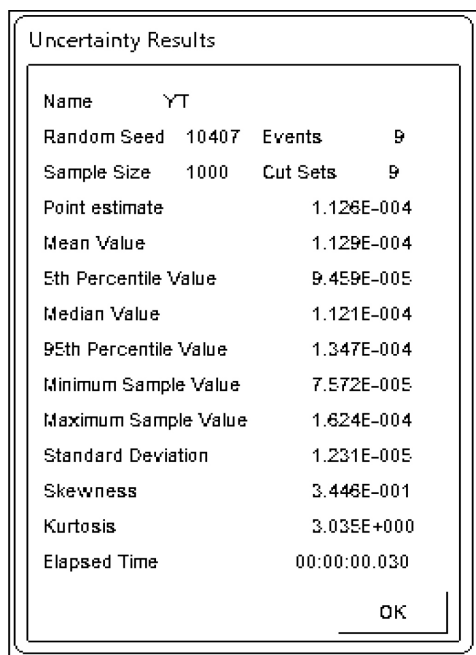 Uncertainty Results
Name YT
Random Seed 10407 Events 9
Sample Size 1000 Cut Sets 9
Point estimate 1.126E-004
Mean Value 1.129E-004
5th Percentile Value 9.459E-005
Median Value 1.121E-004
95th Percentile Value 1.347E-004
Minimum Sample Value 7.572E-005
Maximum Sample Value 1.624E-004
Standard Deviation 1.231E-005
Skewness 3.446E-001
Kurtosis 3.035E+000
Elapsed Time 00:00:00.030
OK